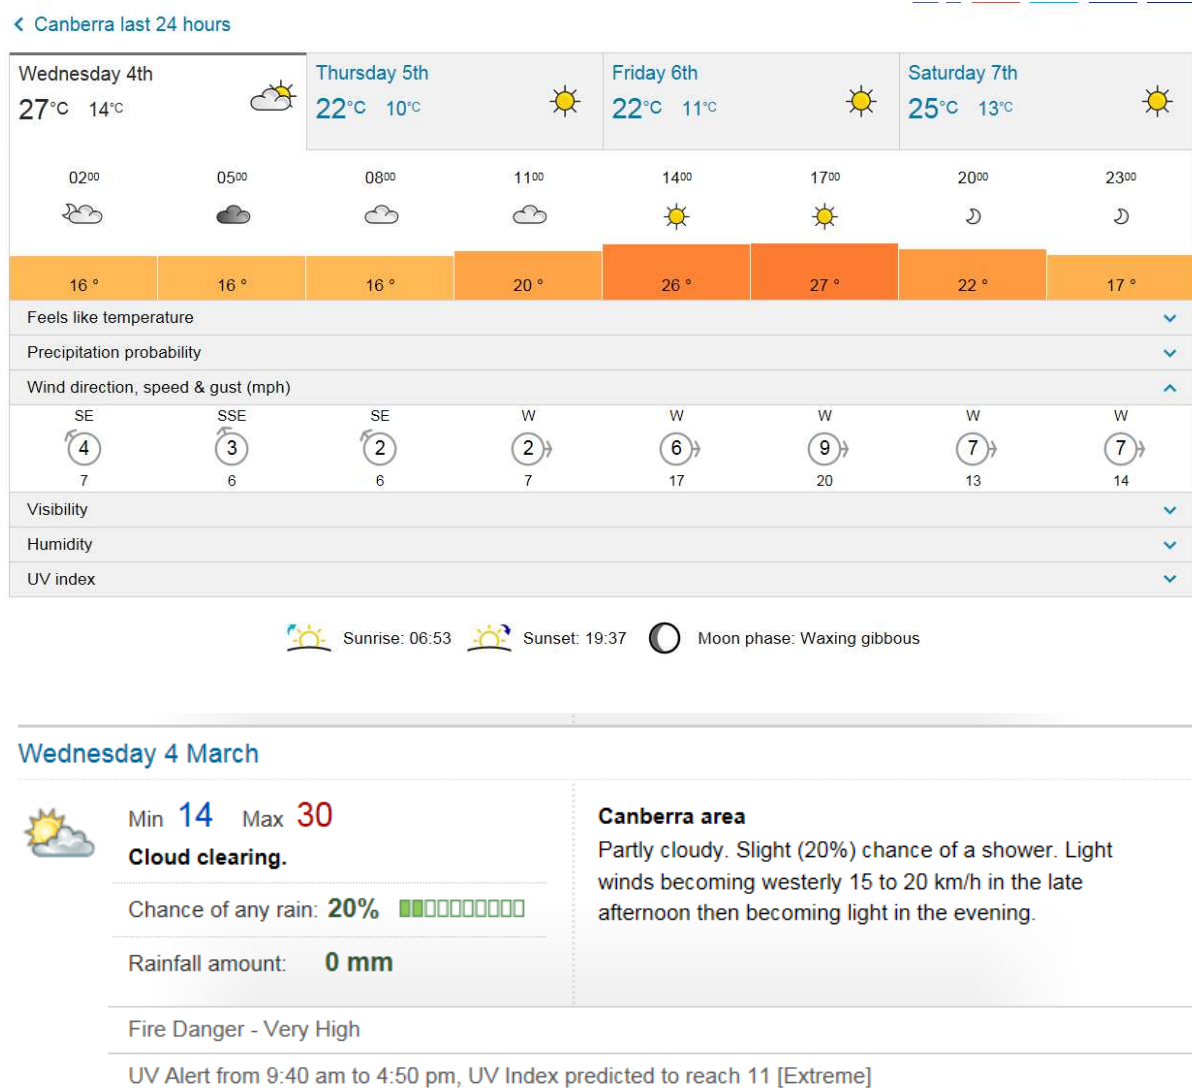 Canberra last 24 hours
Wednesday 4th Thursday 5th Friday 6th Saturday 7th
27°C 14°C 22°C 10°C 22°C 11°C 25°C 13°C
0200 0500 0800 1100 1400 1700 2000 2300
16 ° 16 ° 16 ° 20 ° 26 ° 27 ° 22 ° 17 °
Feels like temperature
Precipitation probability
Wind direction, speed & gust (mph)
SE SSE SE W W W W W
4 3 2 2 6 9 7 7
7 6 6 7 17 20 13 14
Visibility
Humidity
UV index
Sunrise: 06:53 Sunset: 19:37 Moon phase: Waxing gibbous
Wednesday 4 March
Min 14 Max 30
Cloud clearing.
Chance of any rain: 20%
Rainfall amount: 0 mm
Canberra area
Partly cloudy. Slight (20%) chance of a shower. Light
winds becoming westerly 15 to 20 km/h in the late
afternoon then becoming light in the evening.
Fire Danger - Very High
UV Alert from 9:40 am to 4:50 pm, UV Index predicted to reach 11 [Extreme]